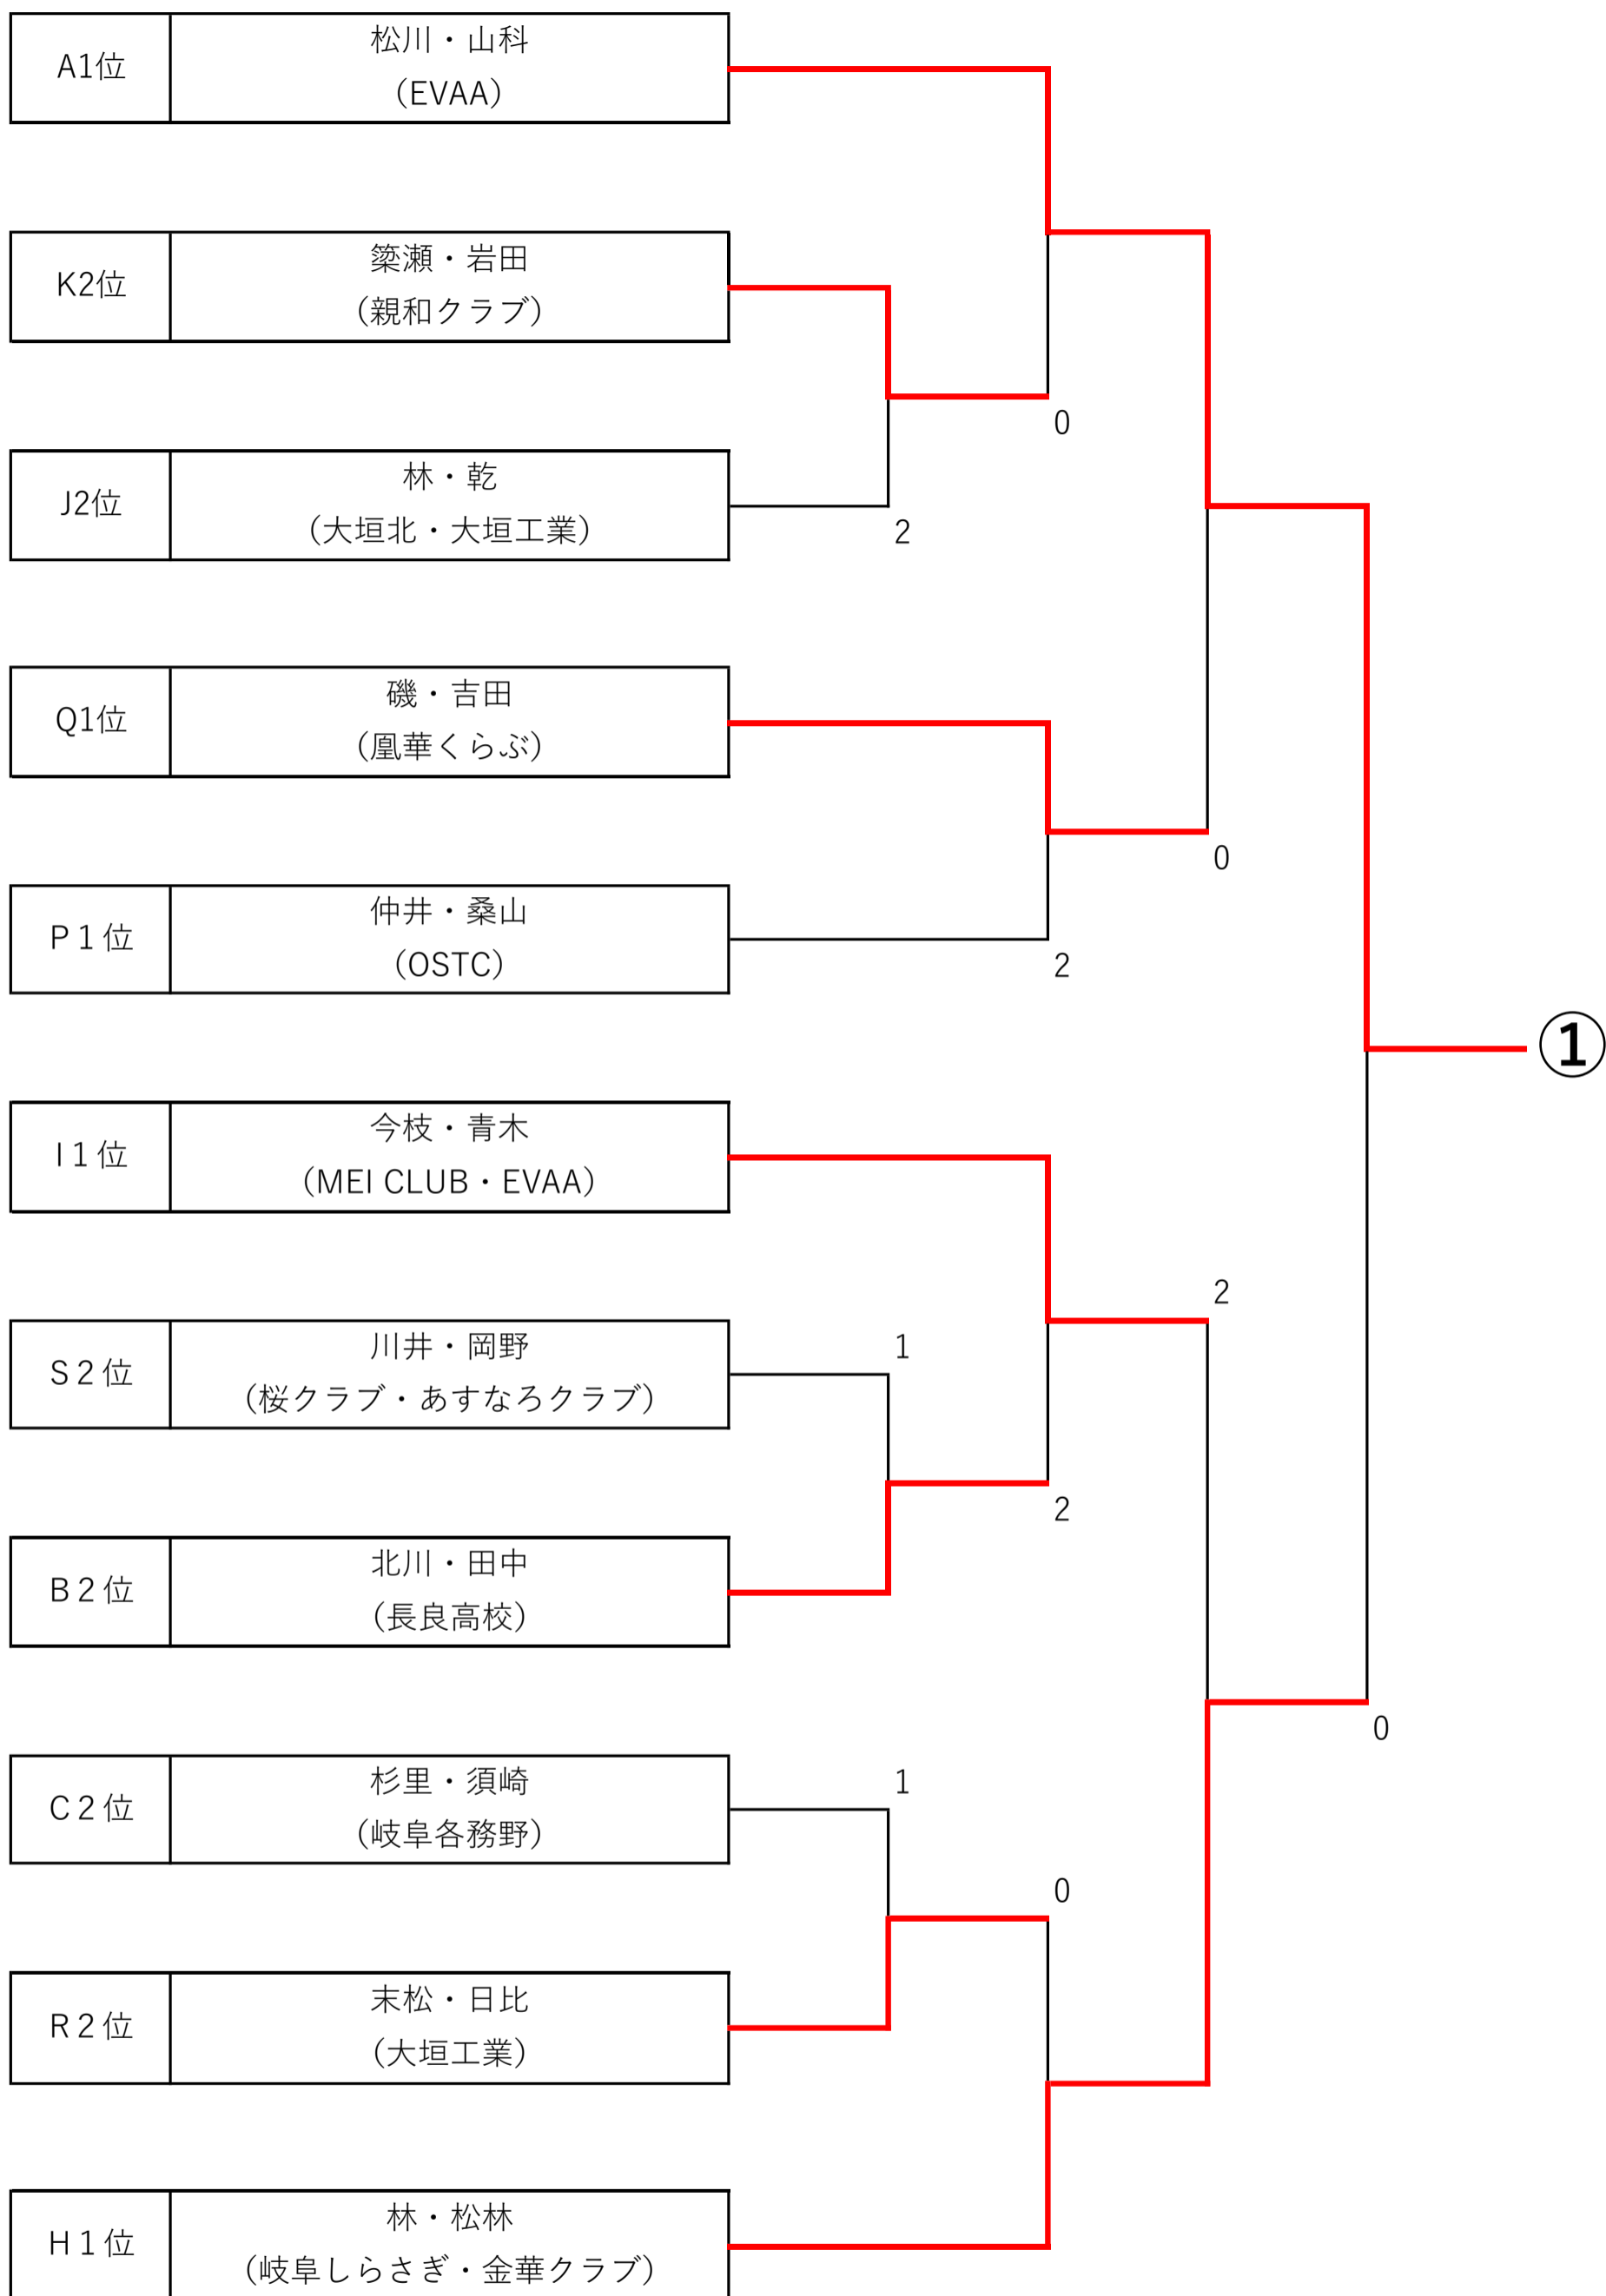 A1位
松川・山科
（EVAA）
K2位
簗瀬・岩田
（親和クラブ）
0
J2位
林・乾
（大垣北・大垣工業）
2
Q1位
磯・吉田
（凰華くらぶ）
0
P１位
仲井・桑山
（OSTC）
2
①
I１位
今枝・青木
（MEI CLUB・EVAA）
2
S２位
川井・岡野
（桜クラブ・あすなろクラブ）
1
2
B２位
北川・田中
（長良高校）
0
C２位
杉里・須崎
（岐阜各務野）
1
0
R２位
末松・日比
（大垣工業）
H１位
林・松林
（岐阜しらさぎ・金華クラブ）